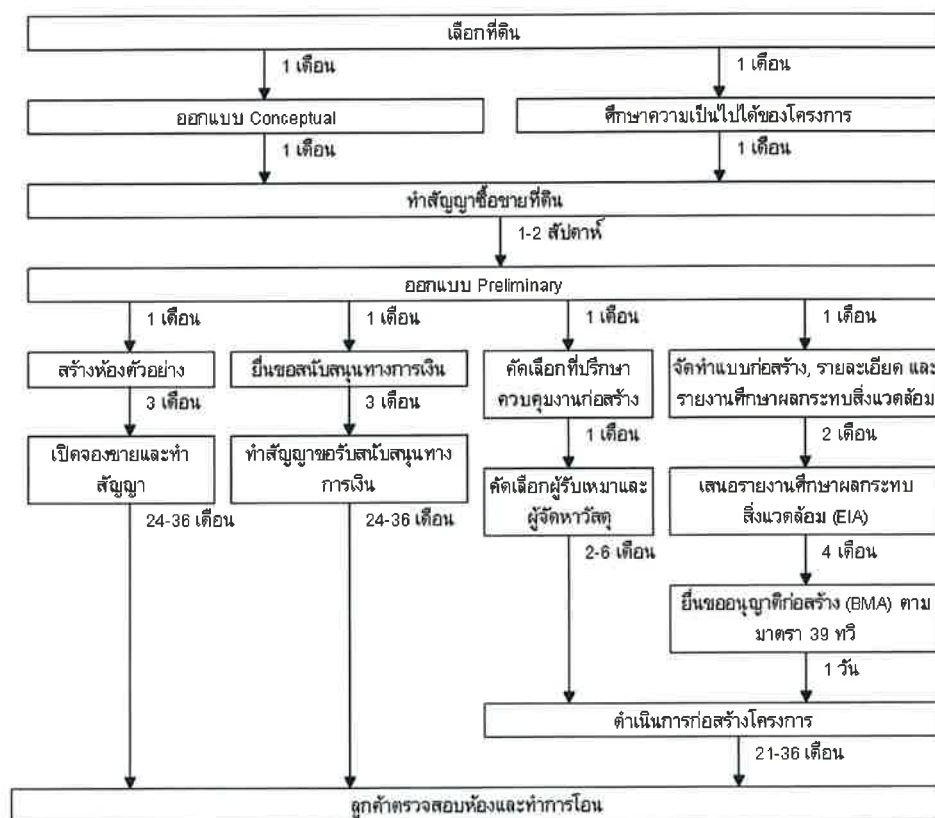 เลือกที่ดิน
1 เดือน 1 เดือน
ออกแบบ Conceptual ศึกษาความเป็นไปได้ของโครงการ
1 เดือน 1 เดือน
ทำสัญญาซื้อขายที่ดิน
1-2 สัปดาห์
ออกแบบ Preliminary
1 เดือน 1 เดือน 1 เดือน 1 เดือน
สร้างห้องตัวอย่าง
3 เดือน
เปิดจองขายและทำ
สัญญา
24-36 เดือน
ยื่นขอสนับสนุนทางการเงิน
3 เดือน
ทำสัญญาขอรับสนับสนุนทาง
การเงิน
24-36 เดือน
คัดเลือกที่ปรึกษา
ควบคุมงานก่อสร้าง
1 เดือน
คัดเลือกผู้รับเหมาและ
ผู้จัดหาวัสดุ
2-6 เดือน
จัดทำแบบก่อสร้าง, รายละเอียด และ
รายงานศึกษาผลกระทบสิ่งแวดล้อม
2 เดือน
เสนอรายงานศึกษาผลกระทบ
สิ่งแวดล้อม (EIA)
4 เดือน
ยื่นขออนุญาติก่อสร้าง (BMA) ตาม
มาตรา 39 ทวิ
1 วัน
ดำเนินการก่อสร้างโครงการ
21-36 เดือน
ลูกค้าตรวจสอบห้องและทำการโอน